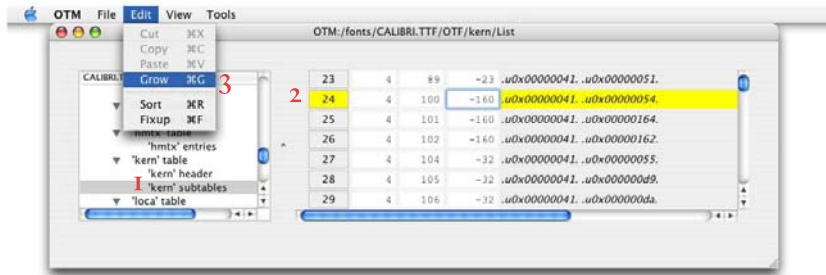 OTM File Edit View Tools
OTM:/fonts/CALIBRI.TTF/OTF/kern/List
Cut ⌘X
Copy ⌘C
Paste ⌘V
Grow ⌘G 3
Sort ⌘R
Fixup ⌘F
CALIBRI.T
'hmtx' table
'hmtx' entries
'kern' table
'kern' header
1 'kern' subtables
'loca' table
23 4 89 -23 .u0x00000041. .u0x00000051.
2 24 4 100 -160 .u0x00000041. .u0x00000054.
25 4 101 -160 .u0x00000041. .u0x00000164.
26 4 102 -160 .u0x00000041. .u0x00000162.
27 4 104 -32 .u0x00000041. .u0x00000055.
28 4 105 -32 .u0x00000041. .u0x000000d9.
29 4 106 -32 .u0x00000041. .u0x000000da.